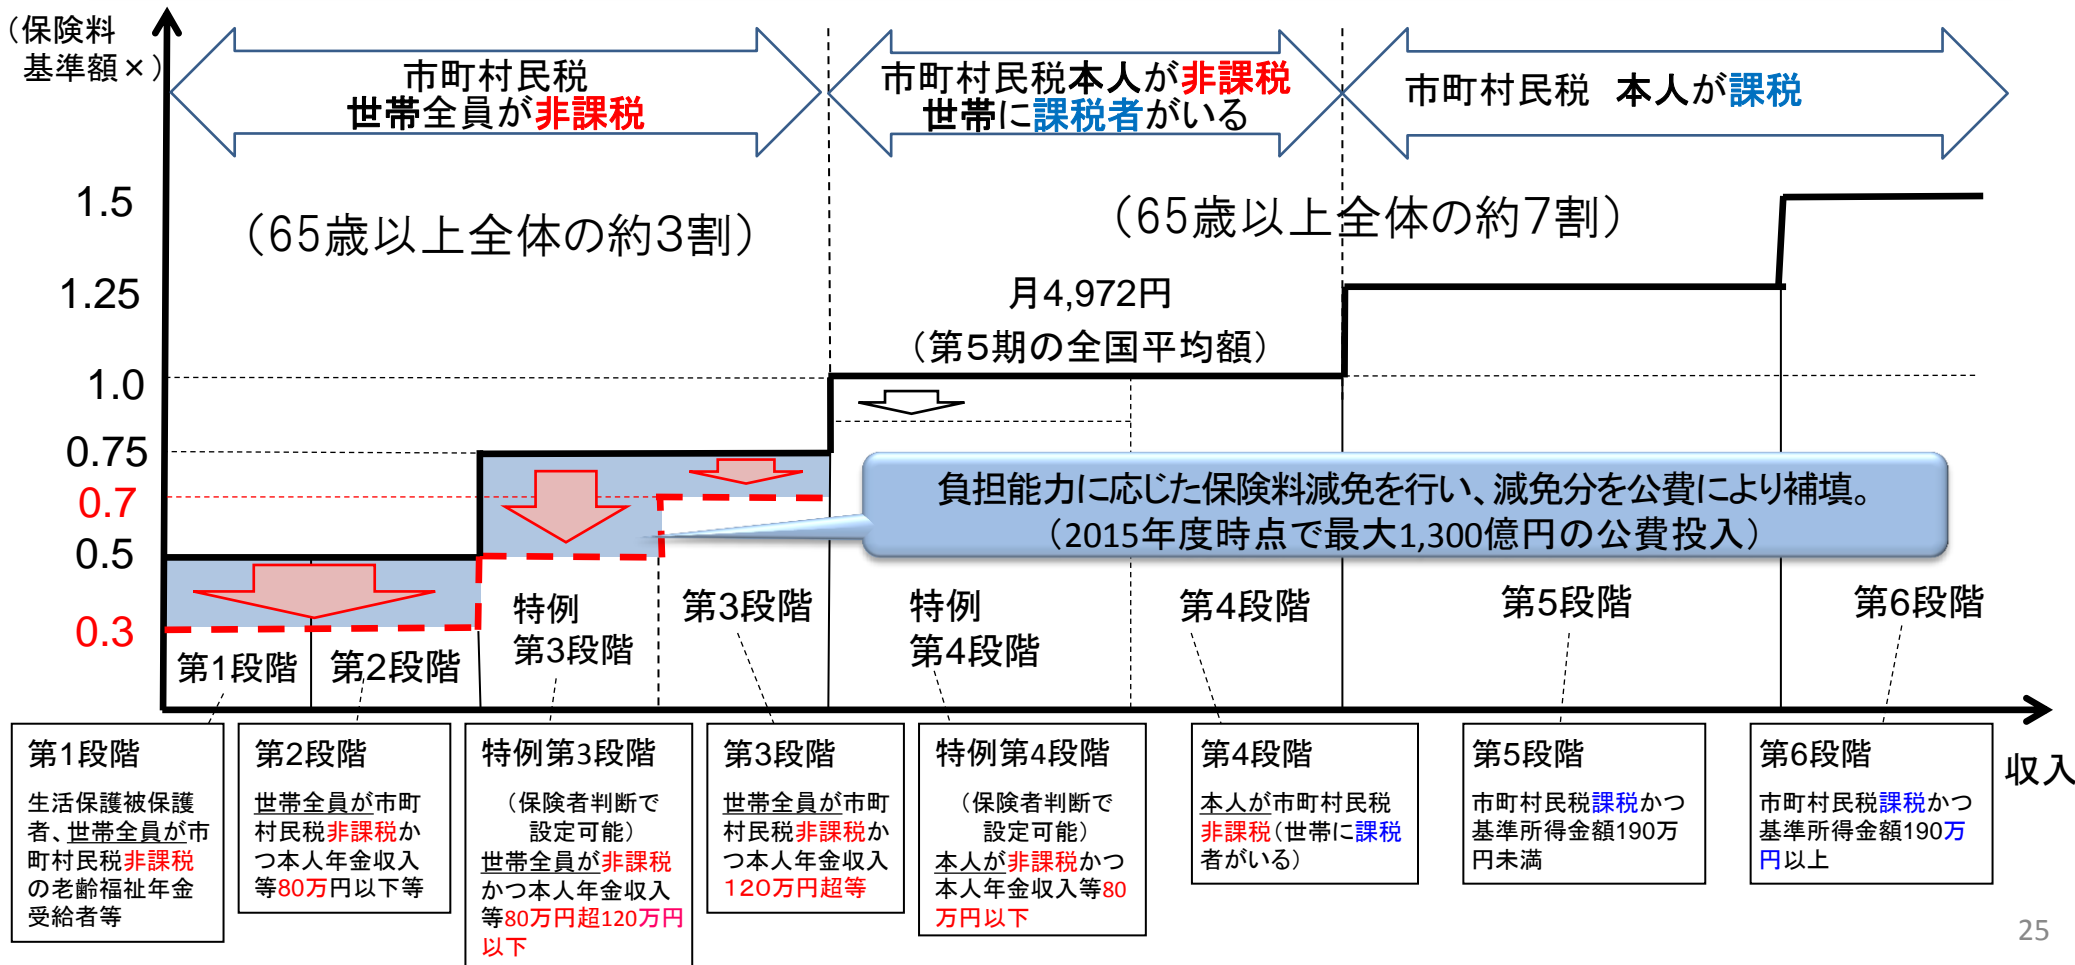 (保険料
基準額×)
市町村民税
世帯全員が非課税
市町村民税本人が非課税
世帯に課税者がいる
市町村民税 本人が課税
1.5
1.25
1.0
0.75
0.7
0.5
0.3
(65歳以上全体の約3割)
(65歳以上全体の約7割)
月4,972円
(第5期の全国平均額)
負担能力に応じた保険料減免を行い、減免分を公費により補填。
(2015年度時点で最大1,300億円の公費投入)
第1段階
第2段階
特例
第3段階
第3段階
特例
第4段階
第4段階
第5段階
第6段階
収入
第1段階
生活保護被保護
者、世帯全員が市
町村民税非課税
の老齢福祉年金
受給者等
第2段階
世帯全員が市町
村民税非課税か
つ本人年金収入
等80万円以下等
特例第3段階
(保険者判断で
設定可能)
世帯全員が非課税
かつ本人年金収入
等80万円超120万円
以下
第3段階
世帯全員が市町
村民税非課税か
つ本人年金収入
120万円超等
特例第4段階
(保険者判断で
設定可能)
本人が非課税かつ
本人年金収入等80
万円以下
第4段階
本人が市町村民税
非課税(世帯に課税
者がいる)
第5段階
市町村民税課税かつ
基準所得金額190万
円未満
第6段階
市町村民税課税かつ
基準所得金額190万
円以上
25